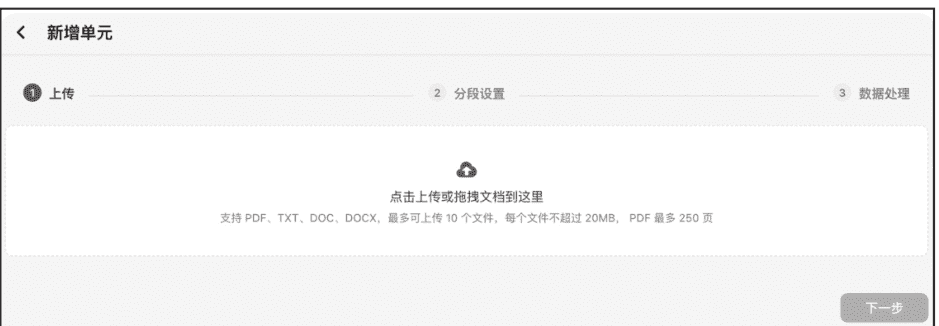 新增单元
1 上传 2 分段设置 3 数据处理
点击上传或拖拽文档到这里
支持 PDF、TXT、DOC、DOCX，最多可上传 10 个文件，每个文件不超过 20MB， PDF 最多 250 页
下一步